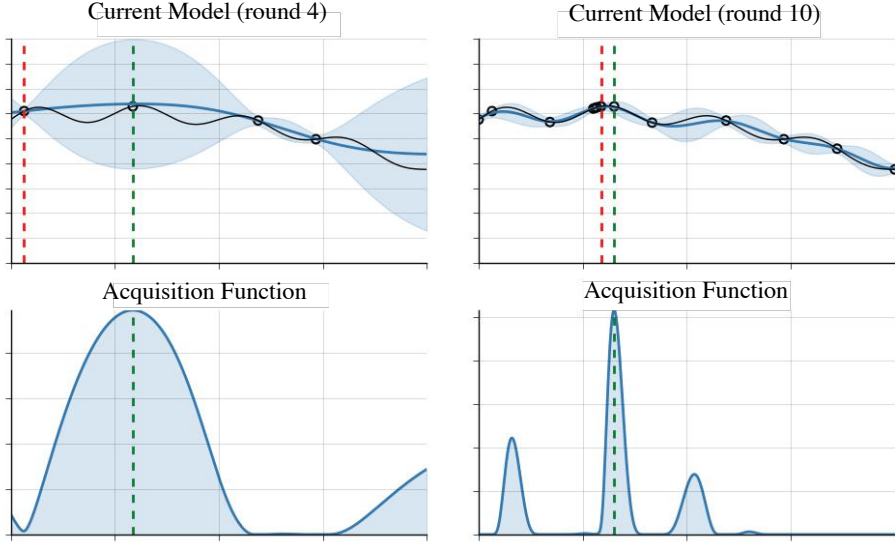 Current Model (round 4)
Current Model (round 10)
Acquisition Function
Acquisition Function